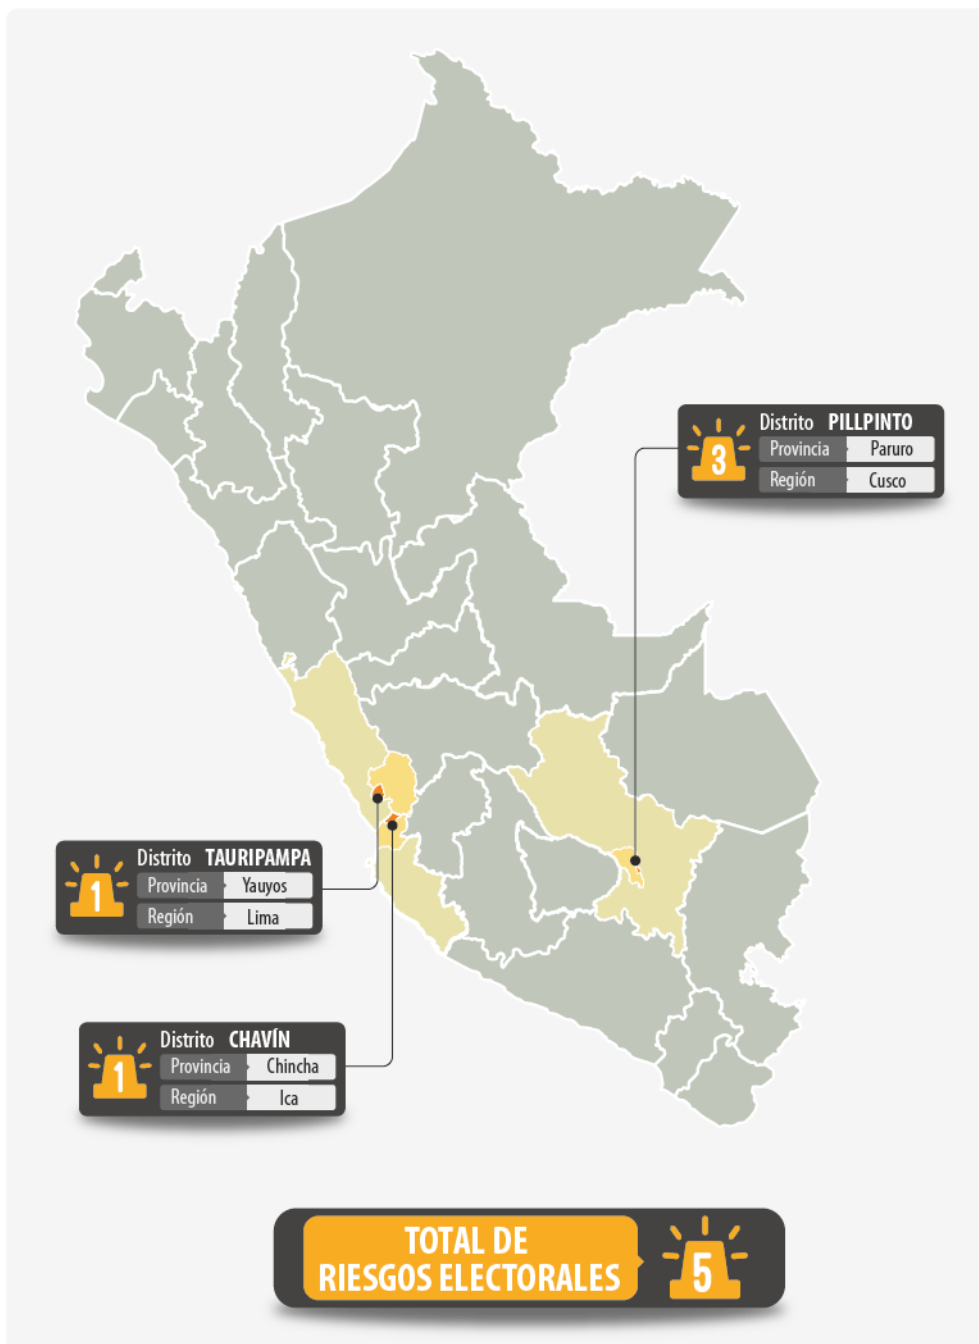 3
Distrito PILLPINTO
Provincia Paruro
Región Cusco
1
Distrito TAURIPAMPA
Provincia Yauyos
Región Lima
1
Distrito CHAVÍN
Provincia Chincha
Región Ica
TOTAL DE
RIESGOS ELECTORALES
5